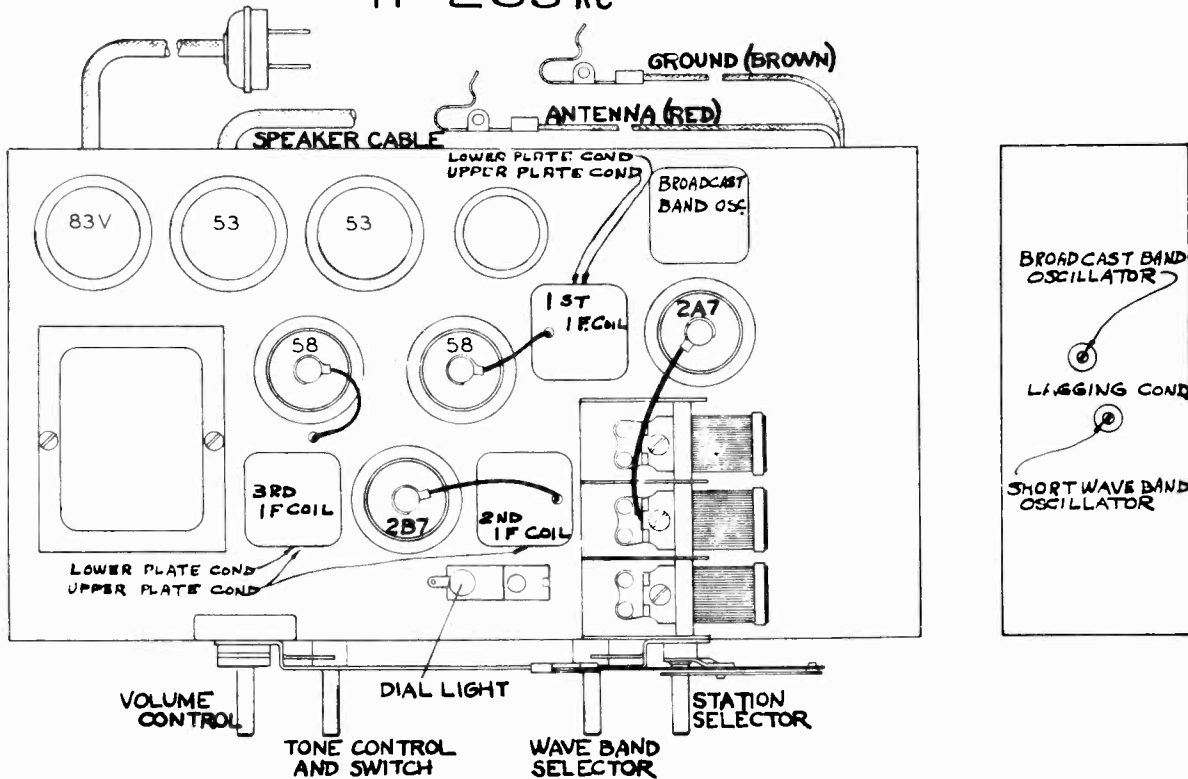 GROUND (BROWN)
ANTENNA (RED)
SPEAKER CABLE
LOWER PLATE COND
UPPER PLATE COND
BROADCAST
BAND OSC.
83V
53
53
1ST
I F. COIL
2A7
58
58
BROADCAST BAND
OSCILLATOR
LAGGING COND
SHORT WAVE BAND
OSCILLATOR
3RD
IF COIL
2B7
2ND
IF COIL
LOWER PLATE COND
UPPER PLATE COND
DIAL LIGHT
VOLUME
CONTROL
STATION
SELECTOR
TONE CONTROL
AND SWITCH
WAVE BAND
SELECTOR